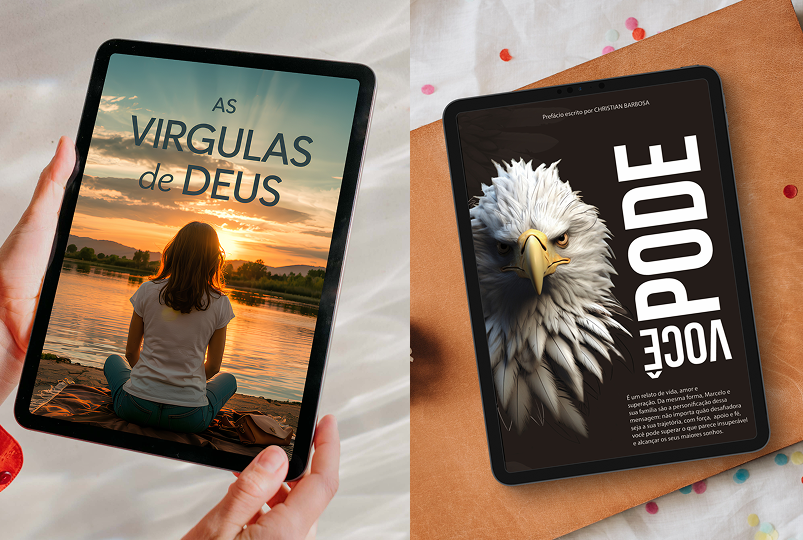 AS
VIRGULAS
de DEUS
Prefácio escrito por CHRISTIAN BARBOSA
VOCÊ
PODE
É um relato de vida, amor e
superação. Da mesma forma, Marcelo e
sua família são a personificação dessa
mensagem: não importa quão desafiadora
seja a sua trajetória, com força, apoio e fé,
você pode superar o que parece insuperável
e alcançar os seus maiores sonhos.